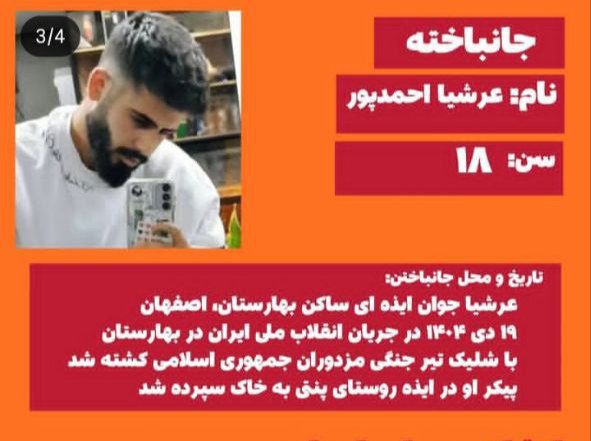 3/4
جانباخته
نام: عرشیا احمدپور
سن: ۱۸
تاریخ و محل جانباختن:
عرشیا جوان ایذه ای ساکن بهارستان، اصفهان
۱۹ دی ۱۴۰۴ در جریان انقلاب ملی ایران در بهارستان
با شلیک تیر جنگی مزدوران جمهوری اسلامی کشته شد
پیکر او در ایذه روستای پنتی به خاک سپرده شد